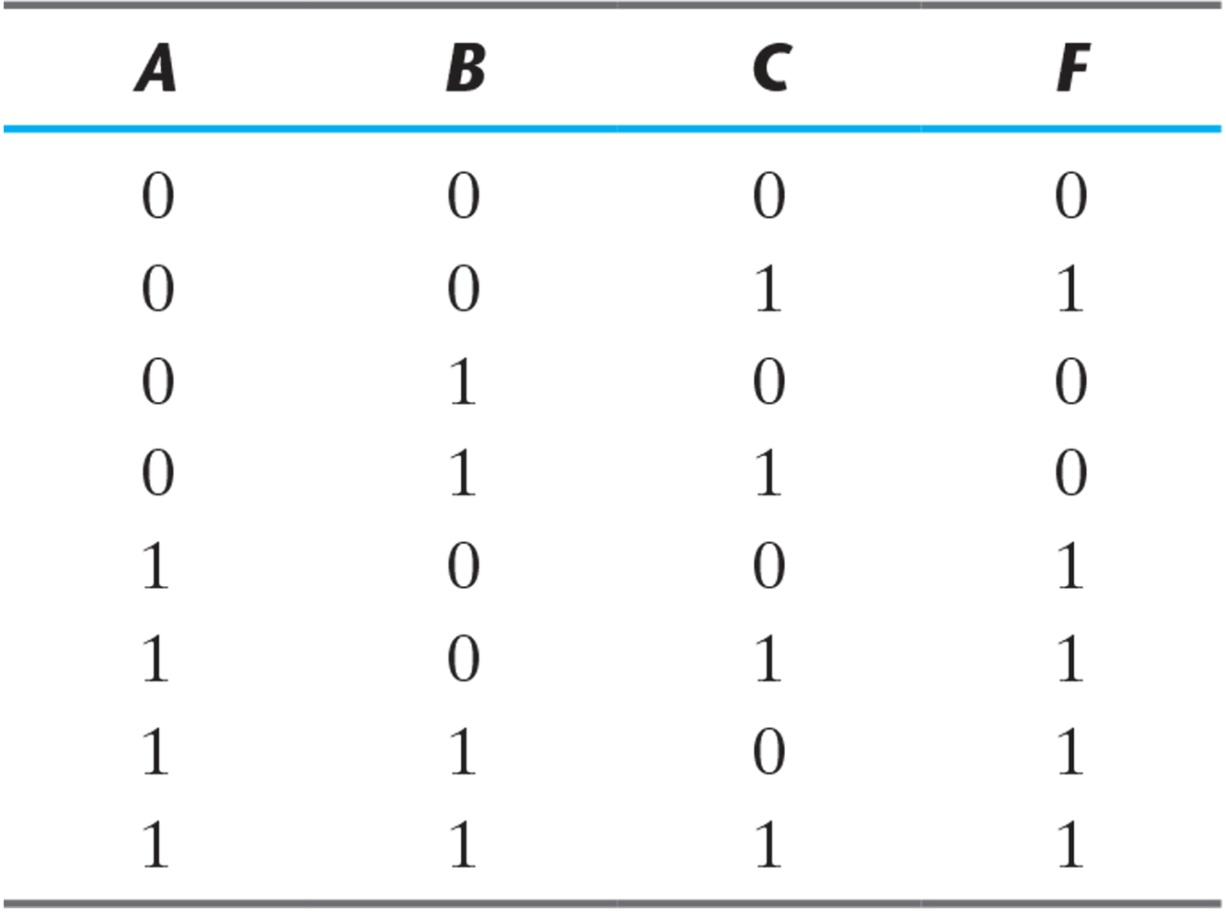 A B C F
0 0 0 0
0 0 1 1
0 1 0 0
0 1 1 0
1 0 0 1
1 0 1 1
1 1 0 1
1 1 1 1